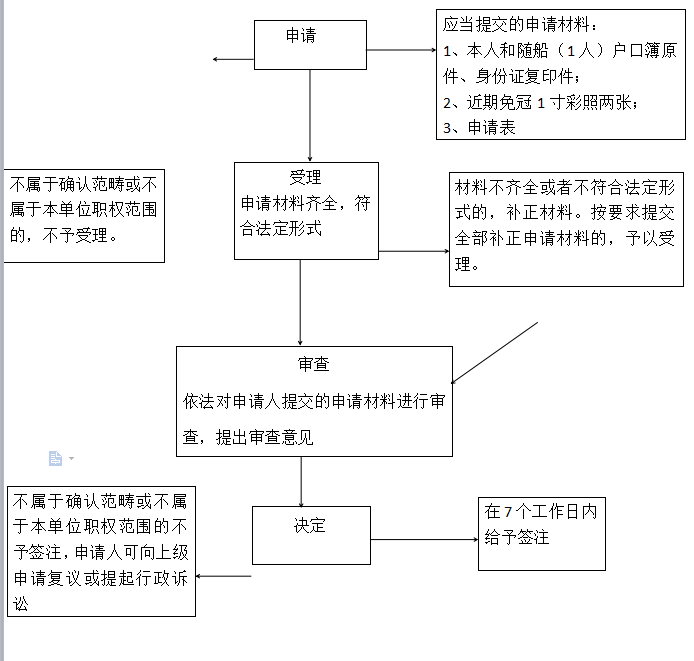 申请
应当提交的申请材料：
1、本人和随船（1人）户口簿原
件、身份证复印件；
2、近期免冠1寸彩照两张；
3、申请表
不属于确认范畴或不
属于本单位职权范围
的，不予受理。
受理
申请材料齐全，符
合法定形式
材料不齐全或者不符合法定形
式的，补正材料。按要求提交
全部补正申请材料的，予以受
理。
审查
依法对申请人提交的申请材料进行审
查，提出审查意见
不属于确认范畴或不属
于本单位职权范围的不
予签注，申请人可向上级
申请复议或提起行政诉
讼
决定
在7个工作日内
给予签注